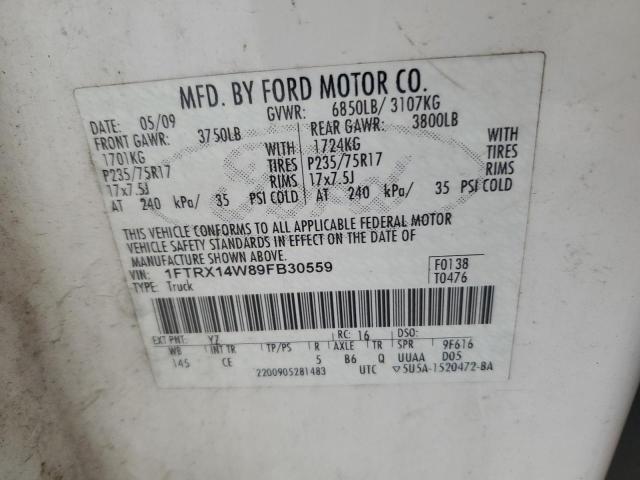 MFD. BY FORD MOTOR CO.
DATE: 05/09 GVWR: 6850LB/ 3107KG
FRONT GAWR: 3750LB REAR GAWR: 3800LB
1701KG WITH 1724KG WITH
P235/75R17 TIRES P235/75R17 TIRES
17x7.5J RIMS 17x7.5J RIMS
AT 240 kPa/ 35 PSI COLD AT 240 kPa/ 35 PSI COLD
Ford
THIS VEHICLE CONFORMS TO ALL APPLICABLE FEDERAL MOTOR
VEHICLE SAFETY STANDARDS IN EFFECT ON THE DATE OF
MANUFACTURE SHOWN ABOVE.
VIN: 1FTRX14W89FB30559 F0138
TYPE: Truck T0476
EXT PNT: YZ RC: 16 DSO:
WB INT TR TP/PS R AXLE TR SPR 9F616
145 CE 5 B6 Q UUAA D05
2200905281483 UTC ▽5U5A-1520472-BA